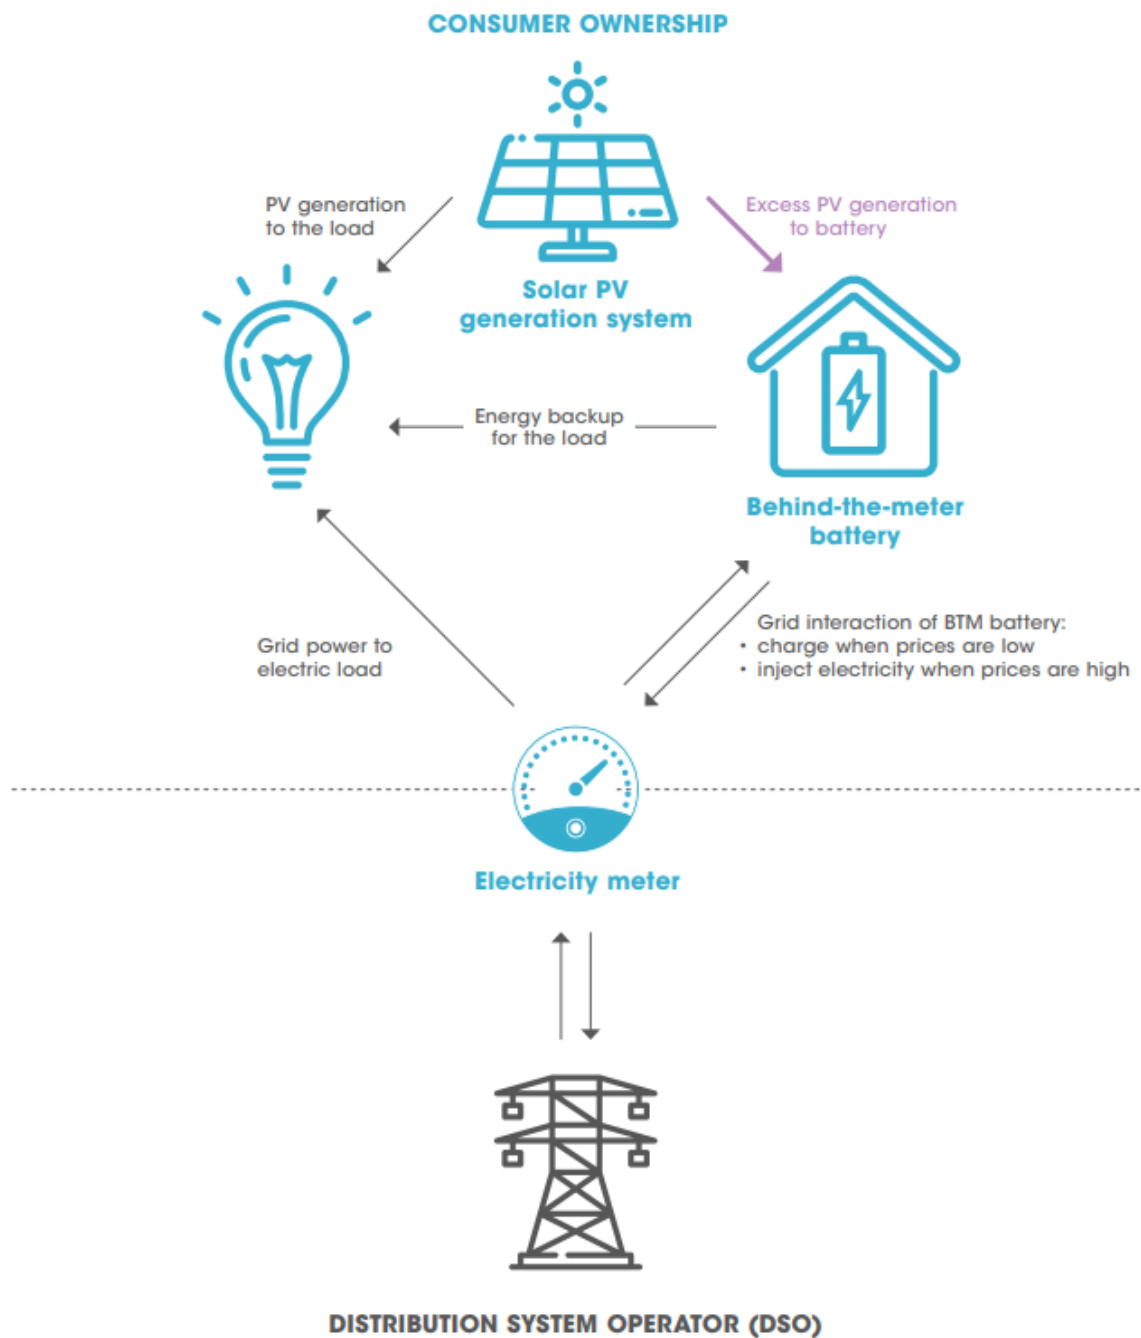 CONSUMER OWNERSHIP
PV generation
to the load
Excess PV generation
to battery
Solar PV
generation system
Energy backup
for the load
Behind-the-meter
battery
Grid power to
electric load
Grid interaction of BTM battery:
• charge when prices are low
• inject electricity when prices are high
Electricity meter
DISTRIBUTION SYSTEM OPERATOR (DSO)